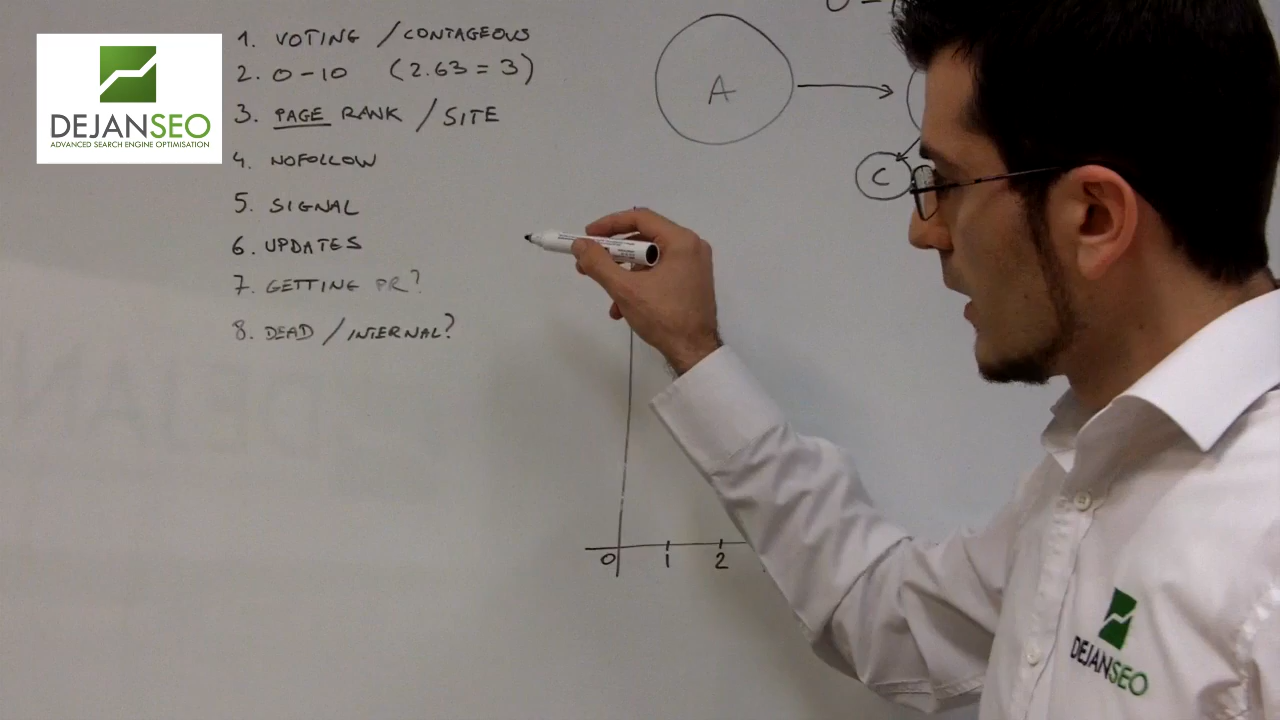 DEJANSEO
ADVANCED SEARCH ENGINE OPTIMISATION
1. VOTING / CONTAGEOUS
2. 0-10 (2.63 = 3)
3. PAGE RANK / SITE
4. NOFOLLOW
5. SIGNAL
6. UPDATES
7. GETTING PR?
8. DEAD / INTERNAL?
A
C
0 1 2
DEJANSEO
DEJAN